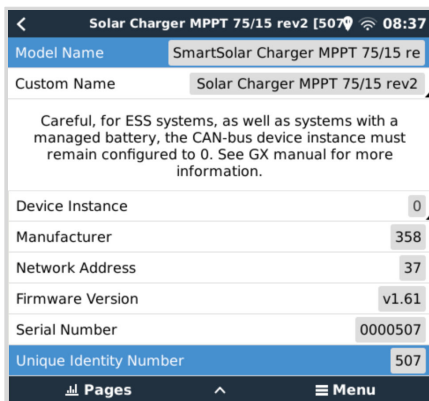 Solar Charger MPPT 75/15 rev2 [507 08:37
Model Name SmartSolar Charger MPPT 75/15 re
Custom Name Solar Charger MPPT 75/15 rev2
Careful, for ESS systems, as well as systems with a
managed battery, the CAN-bus device instance must
remain configured to 0. See GX manual for more
information.
Device Instance 0
Manufacturer 358
Network Address 37
Firmware Version v1.61
Serial Number 0000507
Unique Identity Number 507
Pages Menu